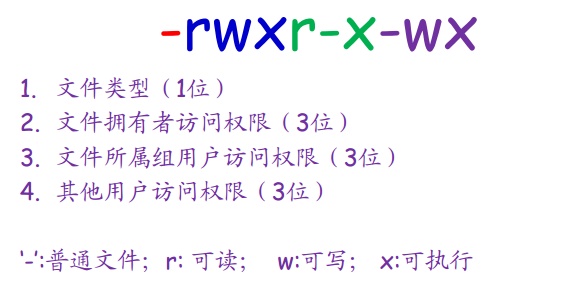 -rwxr-x-wx
1. 文件类型（1位）
2. 文件拥有者访问权限（3位）
3. 文件所属组用户访问权限（3位）
4. 其他用户访问权限（3位）
‘-’:普通文件； r: 可读； w:可写； x:可执行